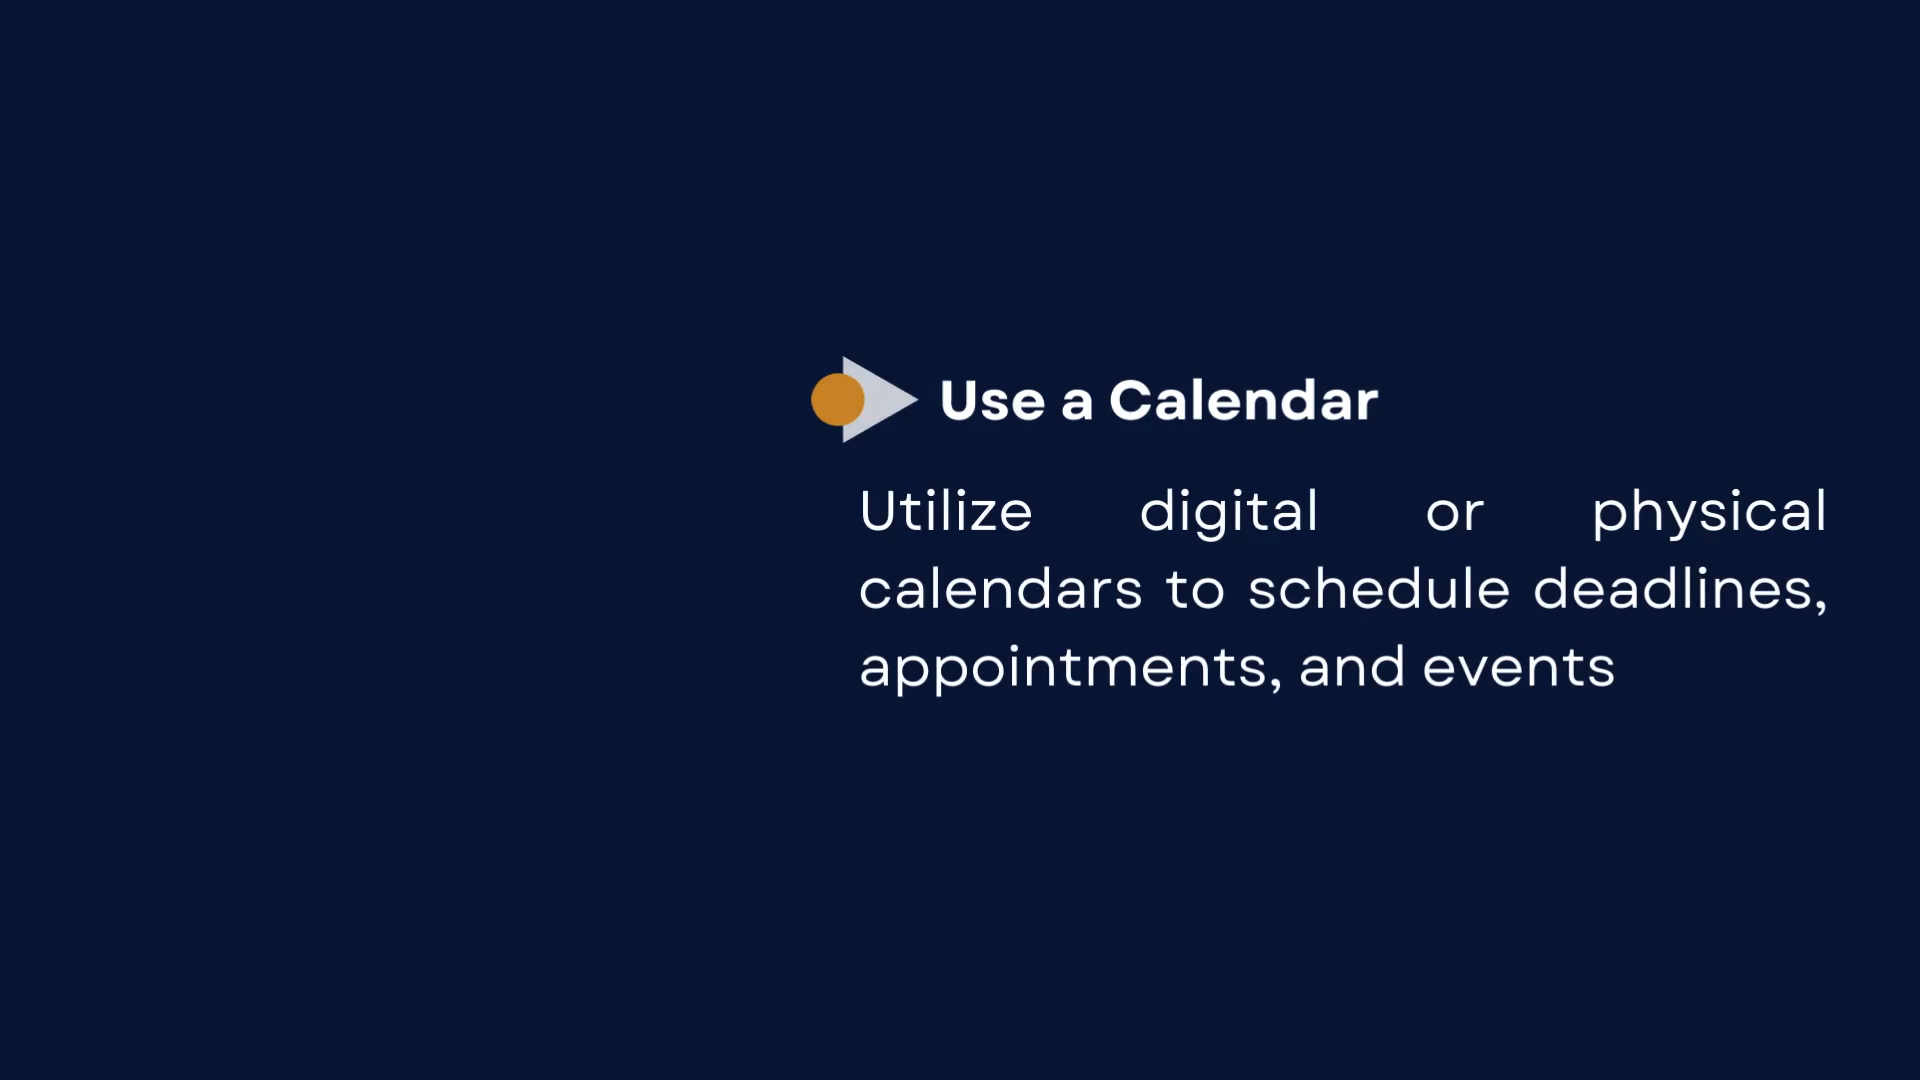 Use a Calendar
Utilize digital or physical
calendars to schedule deadlines,
appointments, and events